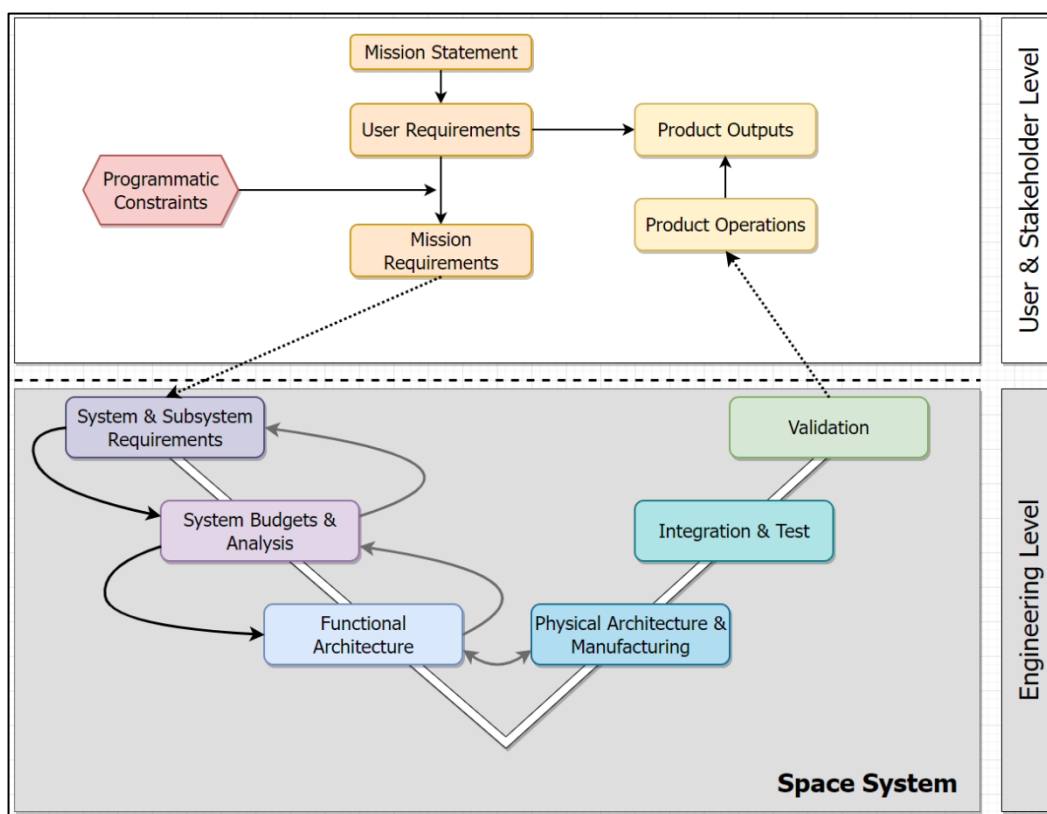 Mission Statement
User Requirements
Product Outputs
Programmatic
Constraints
Product Operations
Mission
Requirements
User & Stakeholder Level
System & Subsystem
Requirements
Validation
System Budgets &
Analysis
Integration & Test
Functional
Architecture
Physical Architecture &
Manufacturing
Engineering Level
Space System